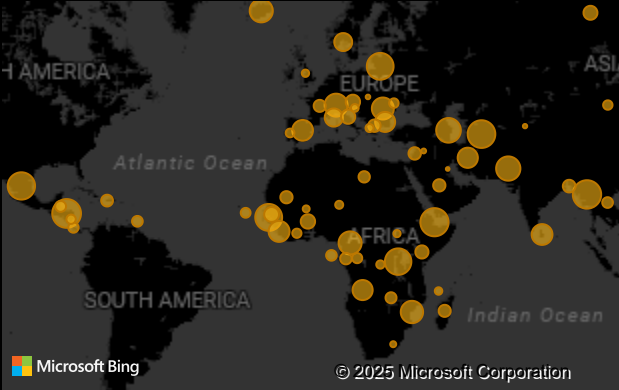 H AMERICA
ASI
EUROPE
Atlantic Ocean
AFRICA
SOUTH AMERICA
Indian Ocean
Microsoft Bing
© 2025 Microsoft Corporation